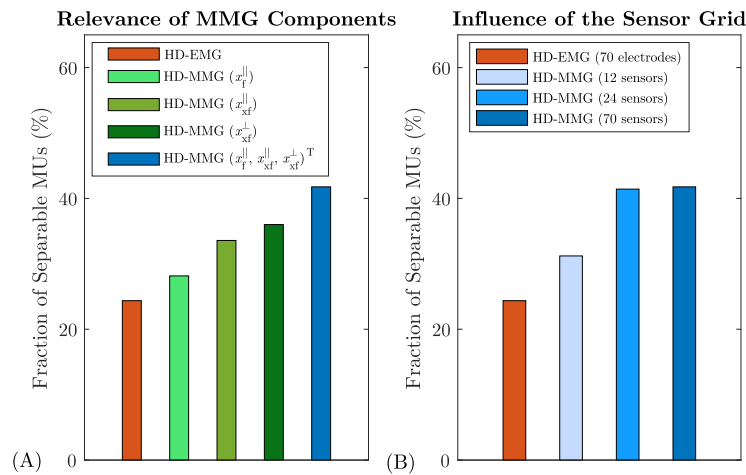 Relevance of MMG Components
Fraction of Separable MUs (%)
60
40
20
0
HD-EMG
HD-MMG (x_f^∥)
HD-MMG (x_xf^∥)
HD-MMG (x_xf^⊥)
HD-MMG (x_f^∥, x_xf^∥, x_xf^⊥)^T
(A)
Influence of the Sensor Grid
Fraction of Separable MUs (%)
60
40
20
0
HD-EMG (70 electrodes)
HD-MMG (12 sensors)
HD-MMG (24 sensors)
HD-MMG (70 sensors)
(B)